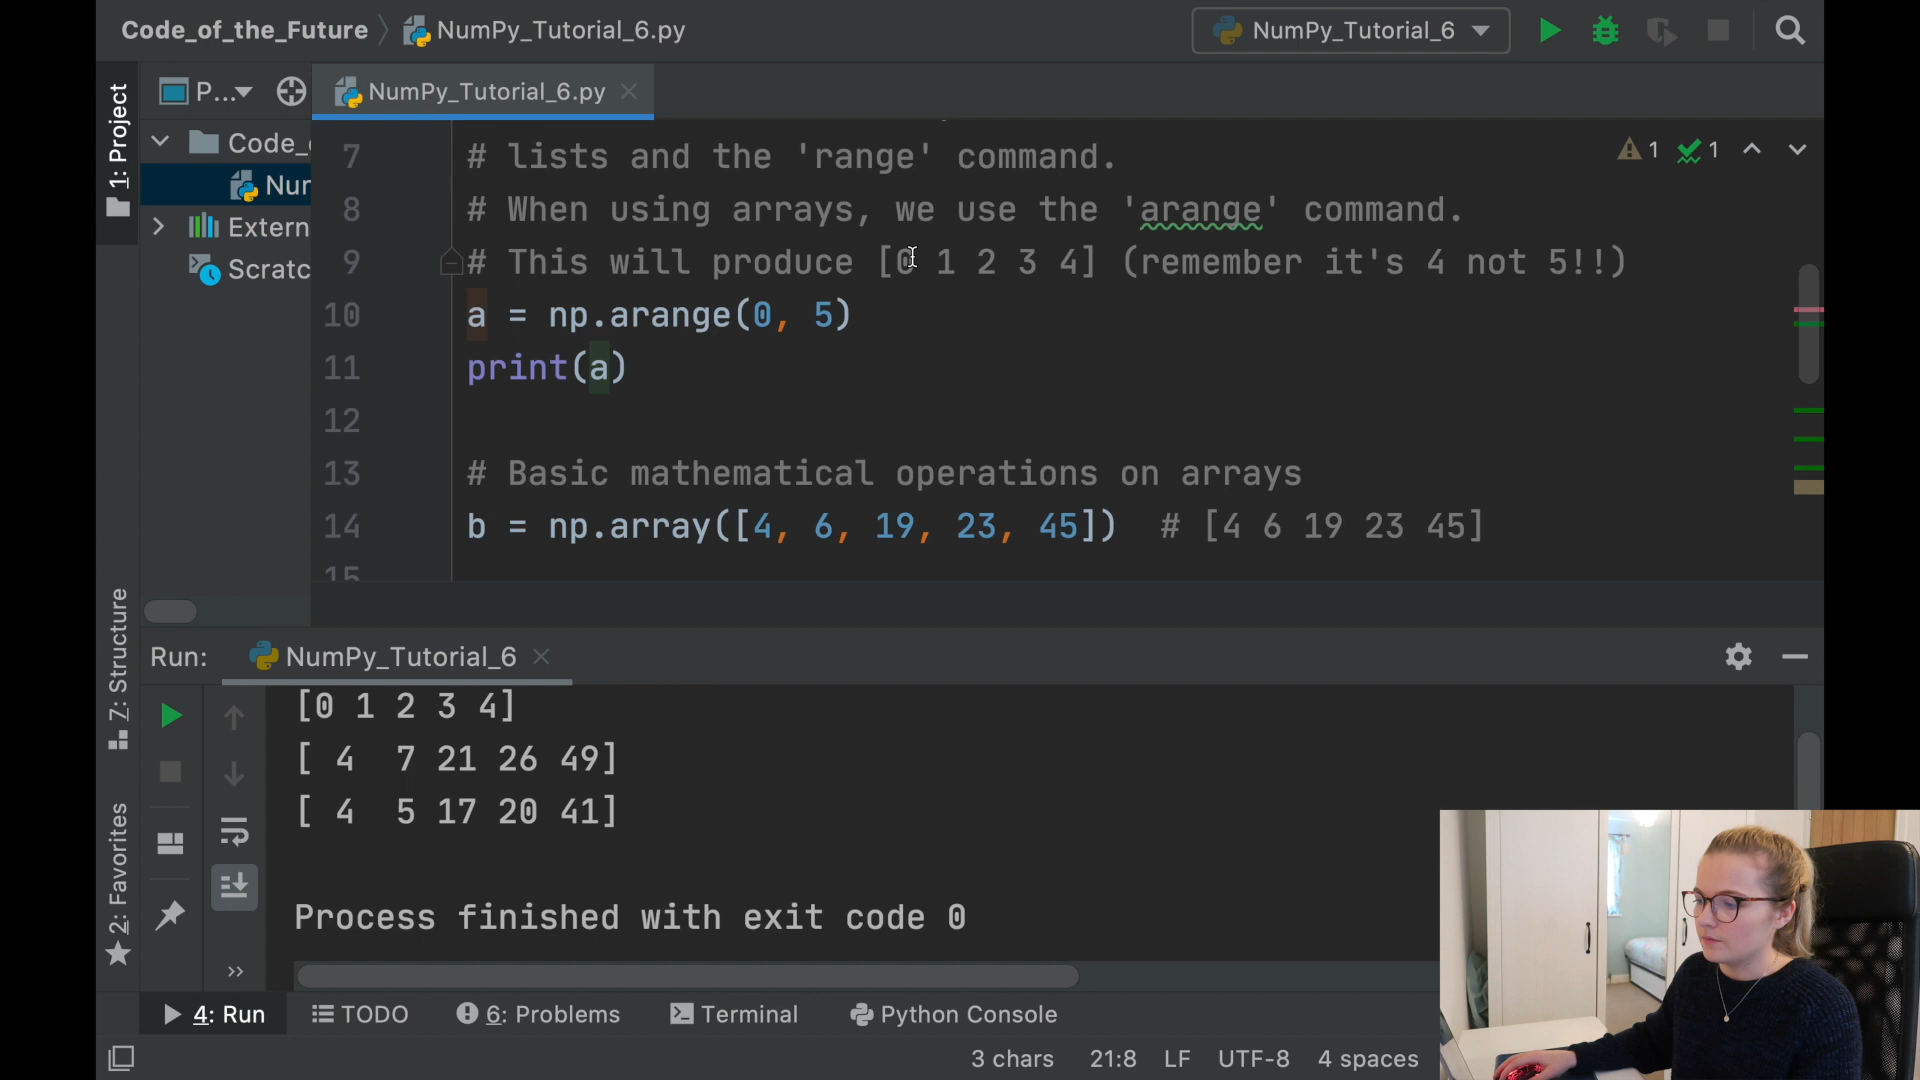 Code_of_the_Future
NumPy_Tutorial_6.py
NumPy_Tutorial_6
P...
NumPy_Tutorial_6.py
1: Project
Code_
Nur
Extern
Scratc
7 # lists and the 'range' command.
8 # When using arrays, we use the 'arange' command.
9 # This will produce [0 1 2 3 4] (remember it's 4 not 5!!)
10 a = np.arange(0, 5)
11 print(a)
12
13 # Basic mathematical operations on arrays
14 b = np.array([4, 6, 19, 23, 45]) # [4 6 19 23 45]
15
1 1
7: Structure
2: Favorites
Run: NumPy_Tutorial_6
[0 1 2 3 4]
[ 4  7 21 26 49]
[ 4  5 17 20 41]
Process finished with exit code 0
4: Run TODO 6: Problems Terminal Python Console
3 chars 21:8 LF UTF-8 4 spaces